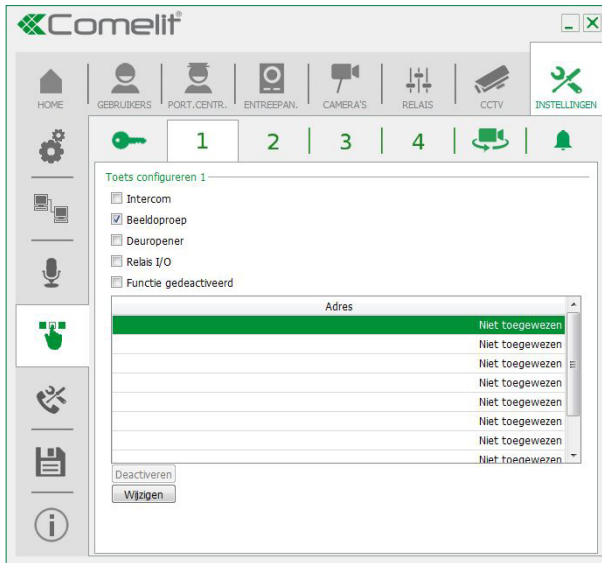 Comelit®
HOME
GEBRUIKERS
PORT.CENTR.
ENTREEPAN.
CAMERA'S
RELAIS
CCTV
INSTELLINGEN
1
2
3
4
Toets configureren 1
Intercom
Beeldoproep
Deuropener
Relais I/O
Functie gedeactiveerd
Adres
Niet toegewezen
Niet toegewezen
Niet toegewezen
Niet toegewezen
Niet toegewezen
Niet toegewezen
Niet toegewezen
Niet toegewezen
Deactiveren
Wijzigen